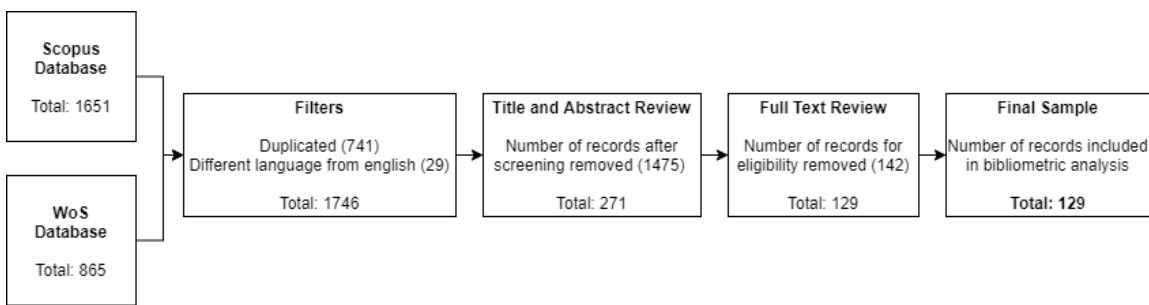 Scopus
Database
Total: 1651
WoS
Database
Total: 865
Filters
Duplicated (741)
Different language from english (29)
Total: 1746
Title and Abstract Review
Number of records after
screening removed (1475)
Total: 271
Full Text Review
Number of records for
eligibility removed (142)
Total: 129
Final Sample
Number of records included
in bibliometric analysis
Total: 129